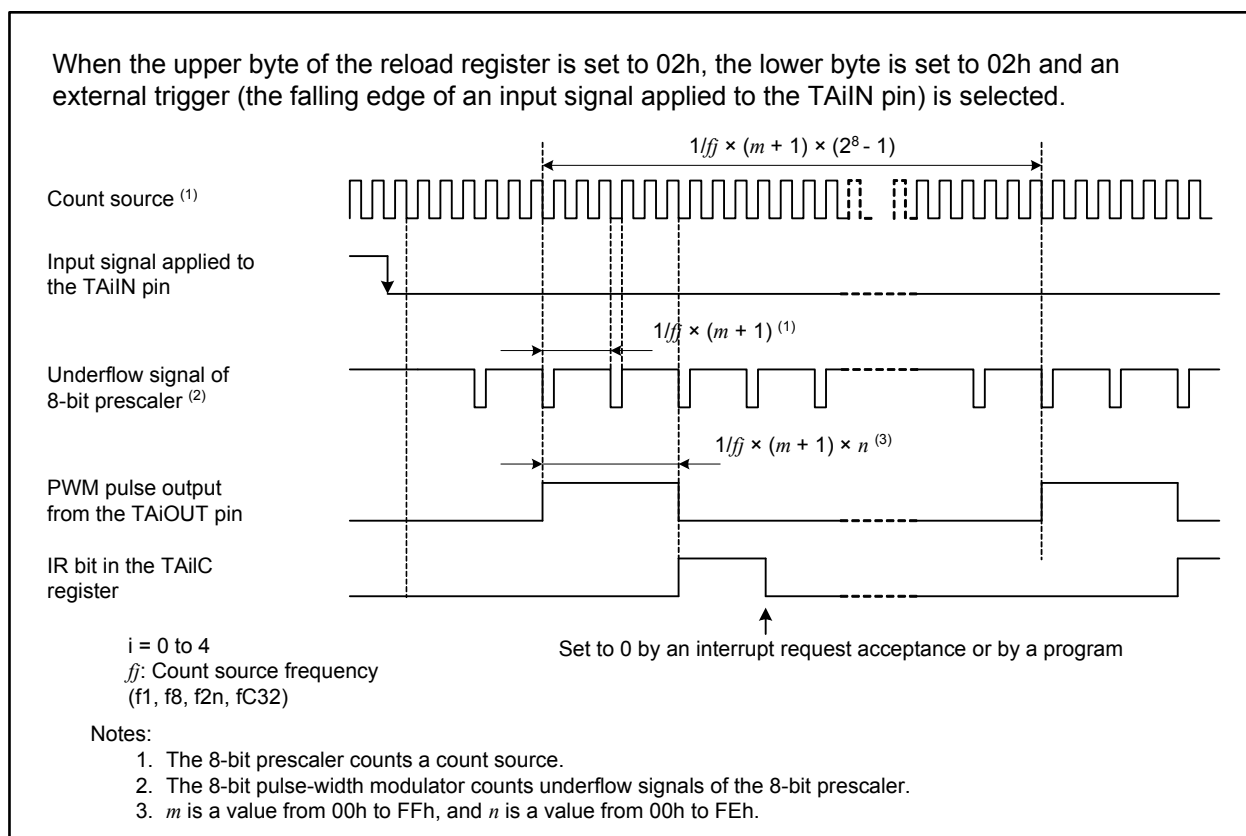 When the upper byte of the reload register is set to 02h, the lower byte is set to 02h and an
external trigger (the falling edge of an input signal applied to the TAiIN pin) is selected.
1/fj × (m + 1) × (2⁸ - 1)
Count source (1)
Input signal applied to
the TAiIN pin
1/fj × (m + 1) (1)
Underflow signal of
8-bit prescaler (2)
1/fj × (m + 1) × n (3)
PWM pulse output
from the TAiOUT pin
IR bit in the TAiIC
register
Set to 0 by an interrupt request acceptance or by a program
i = 0 to 4
fj: Count source frequency
(f1, f8, f2n, fC32)
Notes:
1. The 8-bit prescaler counts a count source.
2. The 8-bit pulse-width modulator counts underflow signals of the 8-bit prescaler.
3. m is a value from 00h to FFh, and n is a value from 00h to FEh.